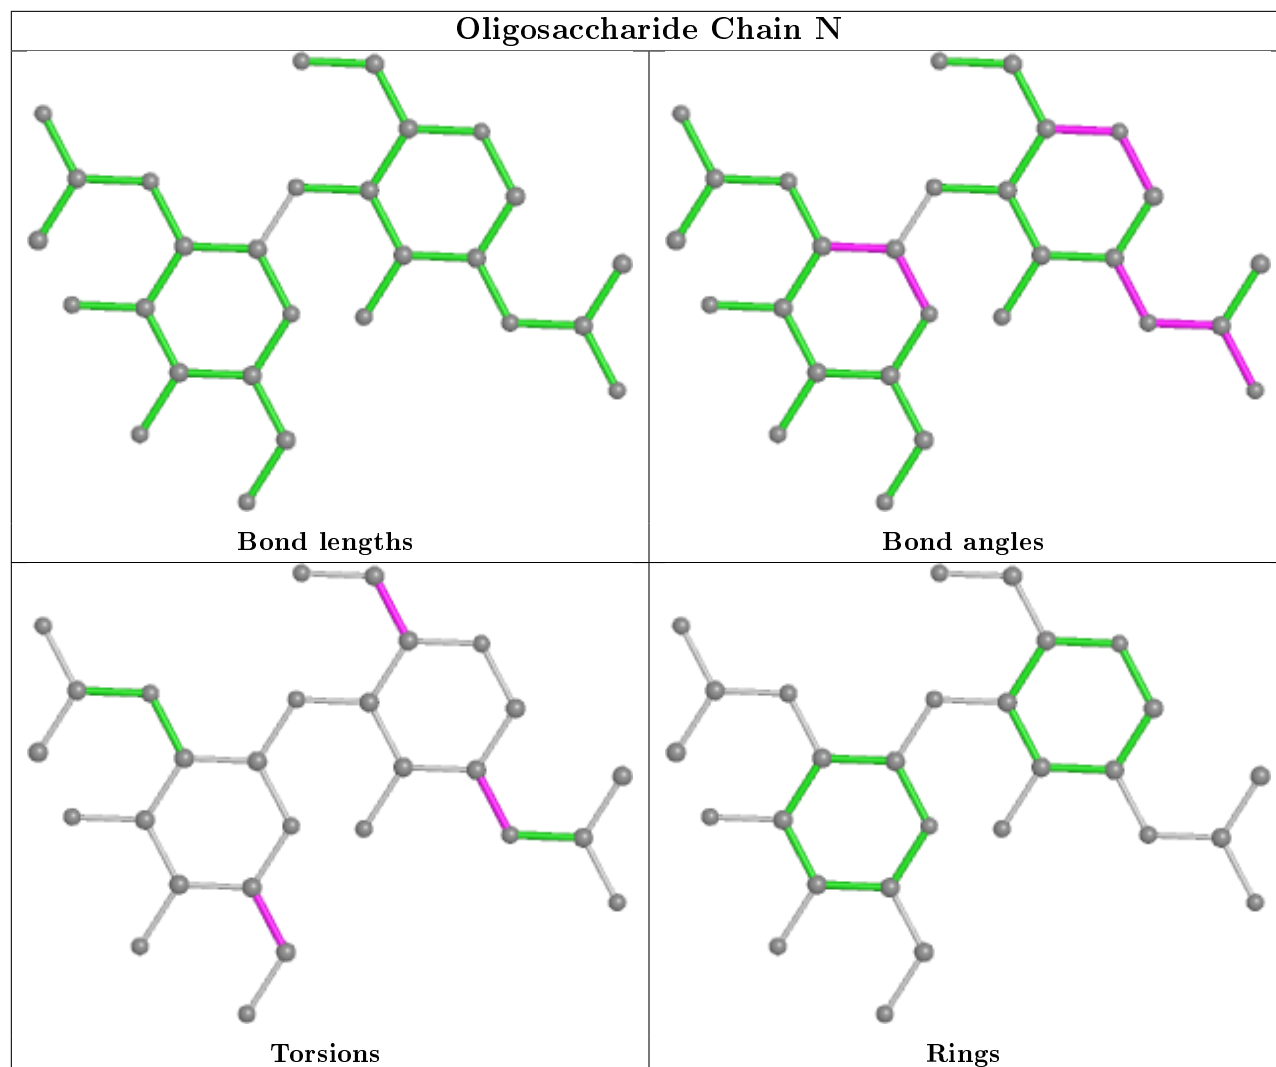 Oligosaccharide Chain N
Bond lengths
Bond angles
Torsions
Rings